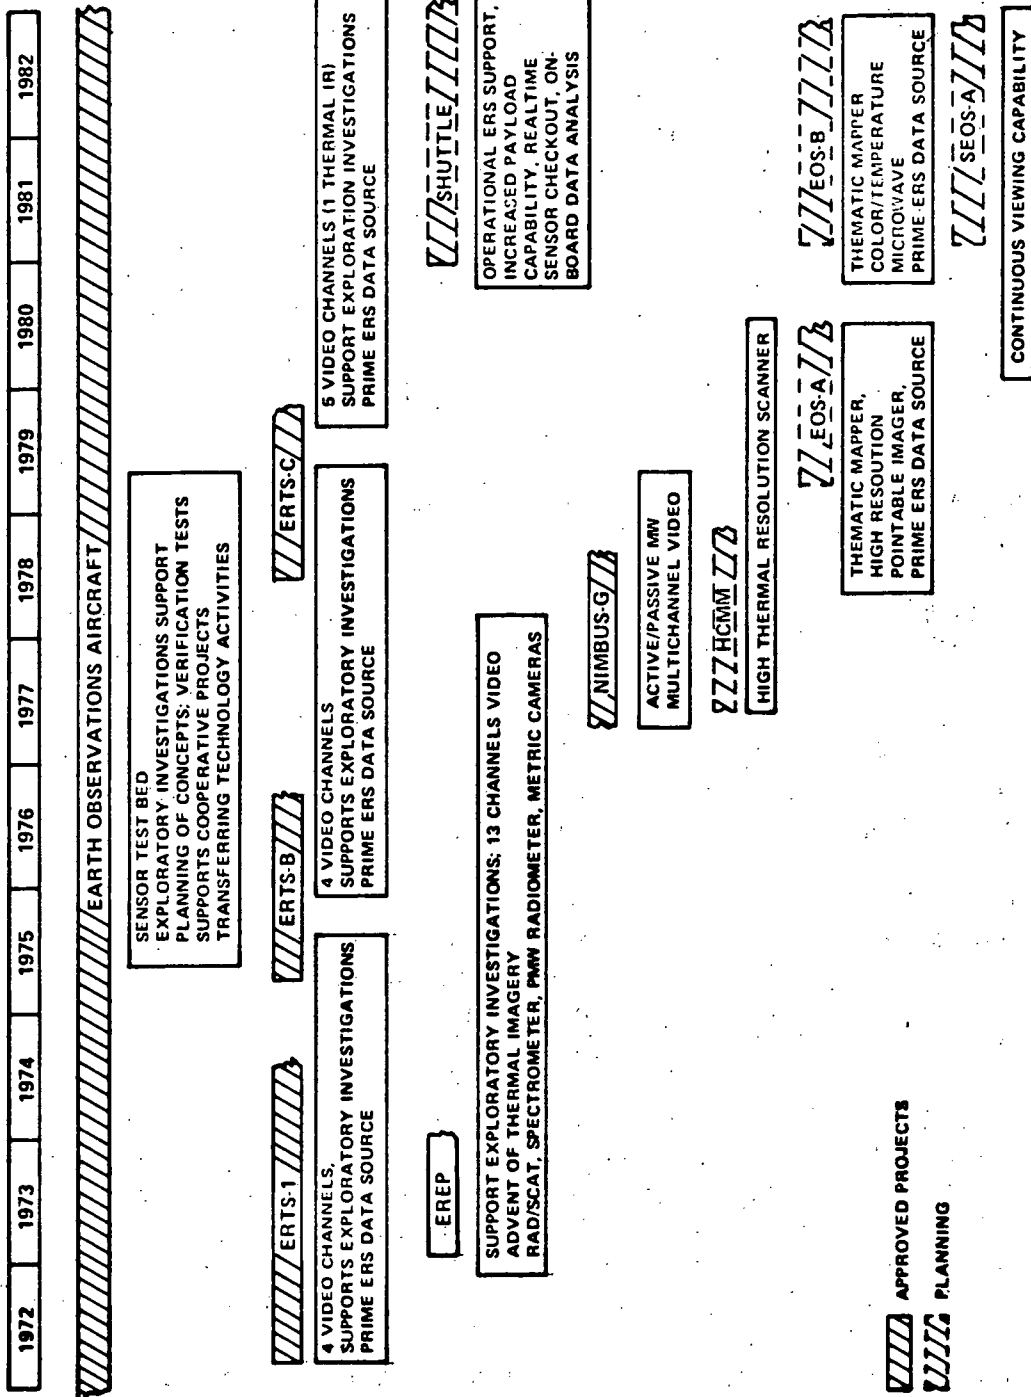 1972 1973 1974 1975 1976 1977 1978 1979 1980 1981 1982
EARTH OBSERVATIONS AIRCRAFT
SENSOR TEST BED
EXPLORATORY INVESTIGATIONS SUPPORT
PLANNING OF CONCEPTS; VERIFICATION TESTS
SUPPORTS COOPERATIVE PROJECTS
TRANSFERRING TECHNOLOGY ACTIVITIES
ERTS-1
ERTS-B
ERTS-C
4 VIDEO CHANNELS,
SUPPORTS EXPLORATORY INVESTIGATIONS
PRIME ERS DATA SOURCE
4 VIDEO CHANNELS
SUPPORTS EXPLORATORY INVESTIGATIONS
PRIME ERS DATA SOURCE
5 VIDEO CHANNELS (1 THERMAL IR)
SUPPORT EXPLORATION INVESTIGATIONS
PRIME ERS DATA SOURCE
EREP
SHUTTLE
SUPPORT EXPLORATORY INVESTIGATIONS; 13 CHANNELS VIDEO
ADVENT OF THERMAL IMAGERY
RAD/SCAT, SPECTROMETER, PMW RADIOMETER, METRIC CAMERAS
OPERATIONAL ERS SUPPORT,
INCREASED PAYLOAD
CAPABILITY, REALTIME
SENSOR CHECKOUT, ON-
BOARD DATA ANALYSIS
NIMBUS-G
ACTIVE/PASSIVE MW
MULTICHANNEL VIDEO
HCMM
HIGH THERMAL RESOLUTION SCANNER
EOS-A
EOS-B
THEMATIC MAPPER,
HIGH RESOUTION
POINTABLE IMAGER,
PRIME ERS DATA SOURCE
THEMATIC MAPPER
COLOR/TEMPERATURE
MICROWAVE
PRIME ERS DATA SOURCE
SEOS-A
CONTINUOUS VIEWING CAPABILITY
APPROVED PROJECTS
PLANNING